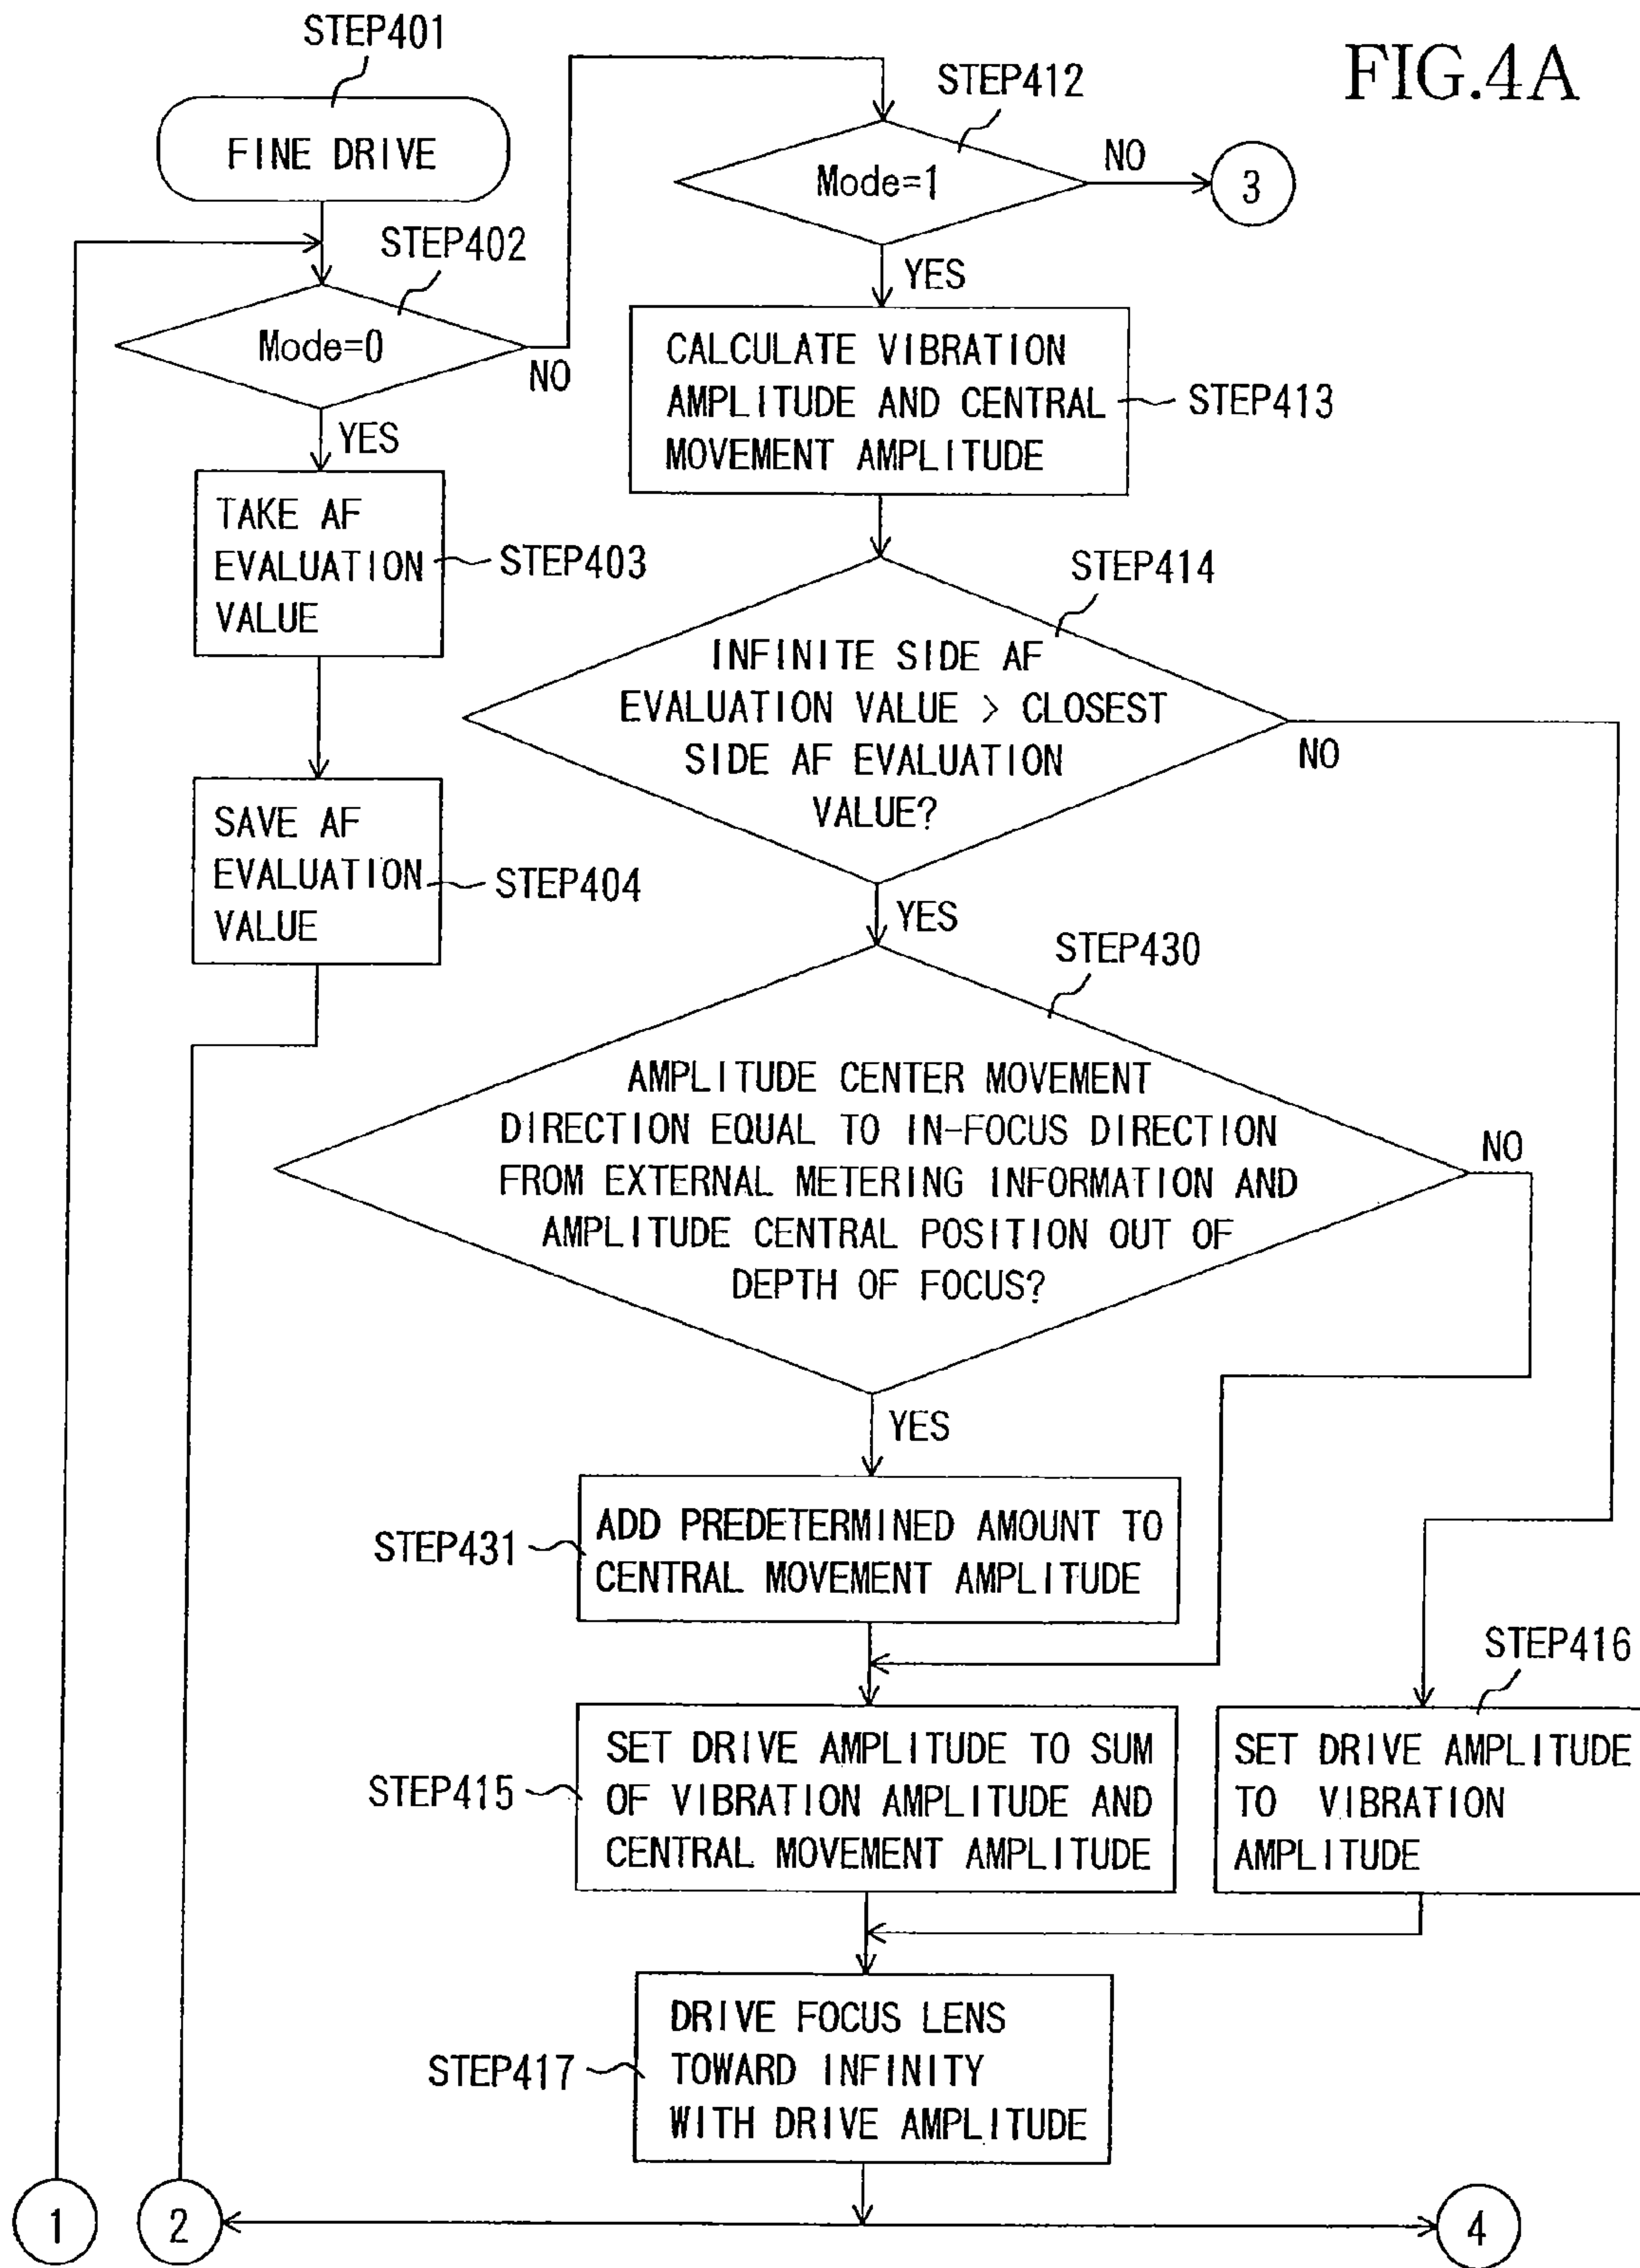 FIG.4A
STEP401
FINE DRIVE
STEP402
Mode=0
NO
YES
TAKE AF
EVALUATION
VALUE
STEP403
SAVE AF
EVALUATION
VALUE
STEP404
STEP412
Mode=1
NO
3
YES
CALCULATE VIBRATION
AMPLITUDE AND CENTRAL
MOVEMENT AMPLITUDE
STEP413
STEP414
INFINITE SIDE AF
EVALUATION VALUE > CLOSEST
SIDE AF EVALUATION
VALUE?
NO
YES
STEP430
AMPLITUDE CENTER MOVEMENT
DIRECTION EQUAL TO IN-FOCUS DIRECTION
FROM EXTERNAL METERING INFORMATION AND
AMPLITUDE CENTRAL POSITION OUT OF
DEPTH OF FOCUS?
NO
YES
STEP431
ADD PREDETERMINED AMOUNT TO
CENTRAL MOVEMENT AMPLITUDE
STEP415
SET DRIVE AMPLITUDE TO SUM
OF VIBRATION AMPLITUDE AND
CENTRAL MOVEMENT AMPLITUDE
STEP416
SET DRIVE AMPLITUDE
TO VIBRATION
AMPLITUDE
STEP417
DRIVE FOCUS LENS
TOWARD INFINITY
WITH DRIVE AMPLITUDE
1
2
4